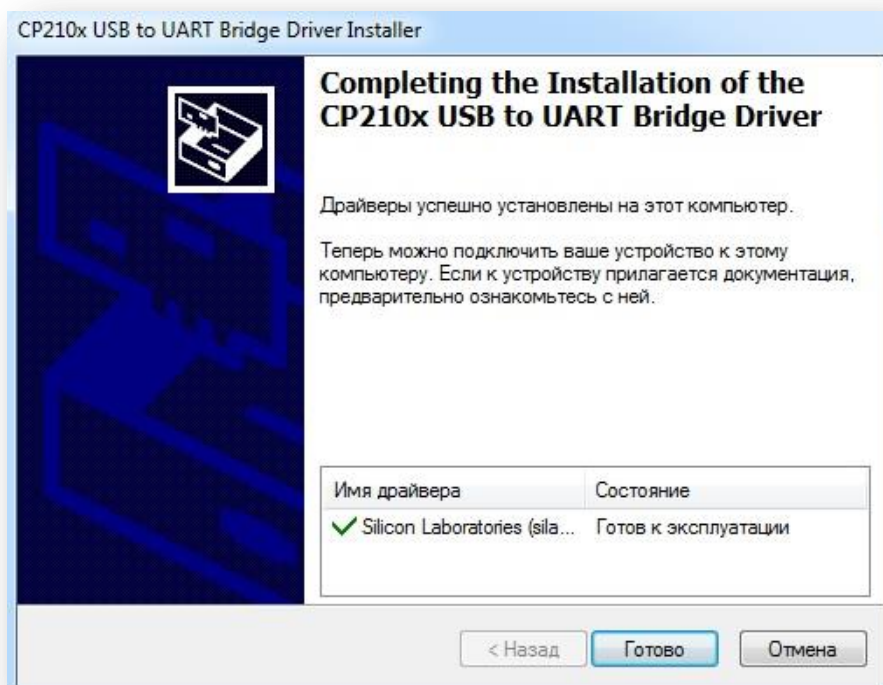 CP210x USB to UART Bridge Driver Installer
Completing the Installation of the
CP210x USB to UART Bridge Driver
Драйверы успешно установлены на этот компьютер.
Теперь можно подключить ваше устройство к этому
компьютеру. Если к устройству прилагается документация,
предварительно ознакомьтесь с ней.
Имя драйвера Состояние
Silicon Laboratories (sila... Готов к эксплуатации
< Назад Готово Отмена